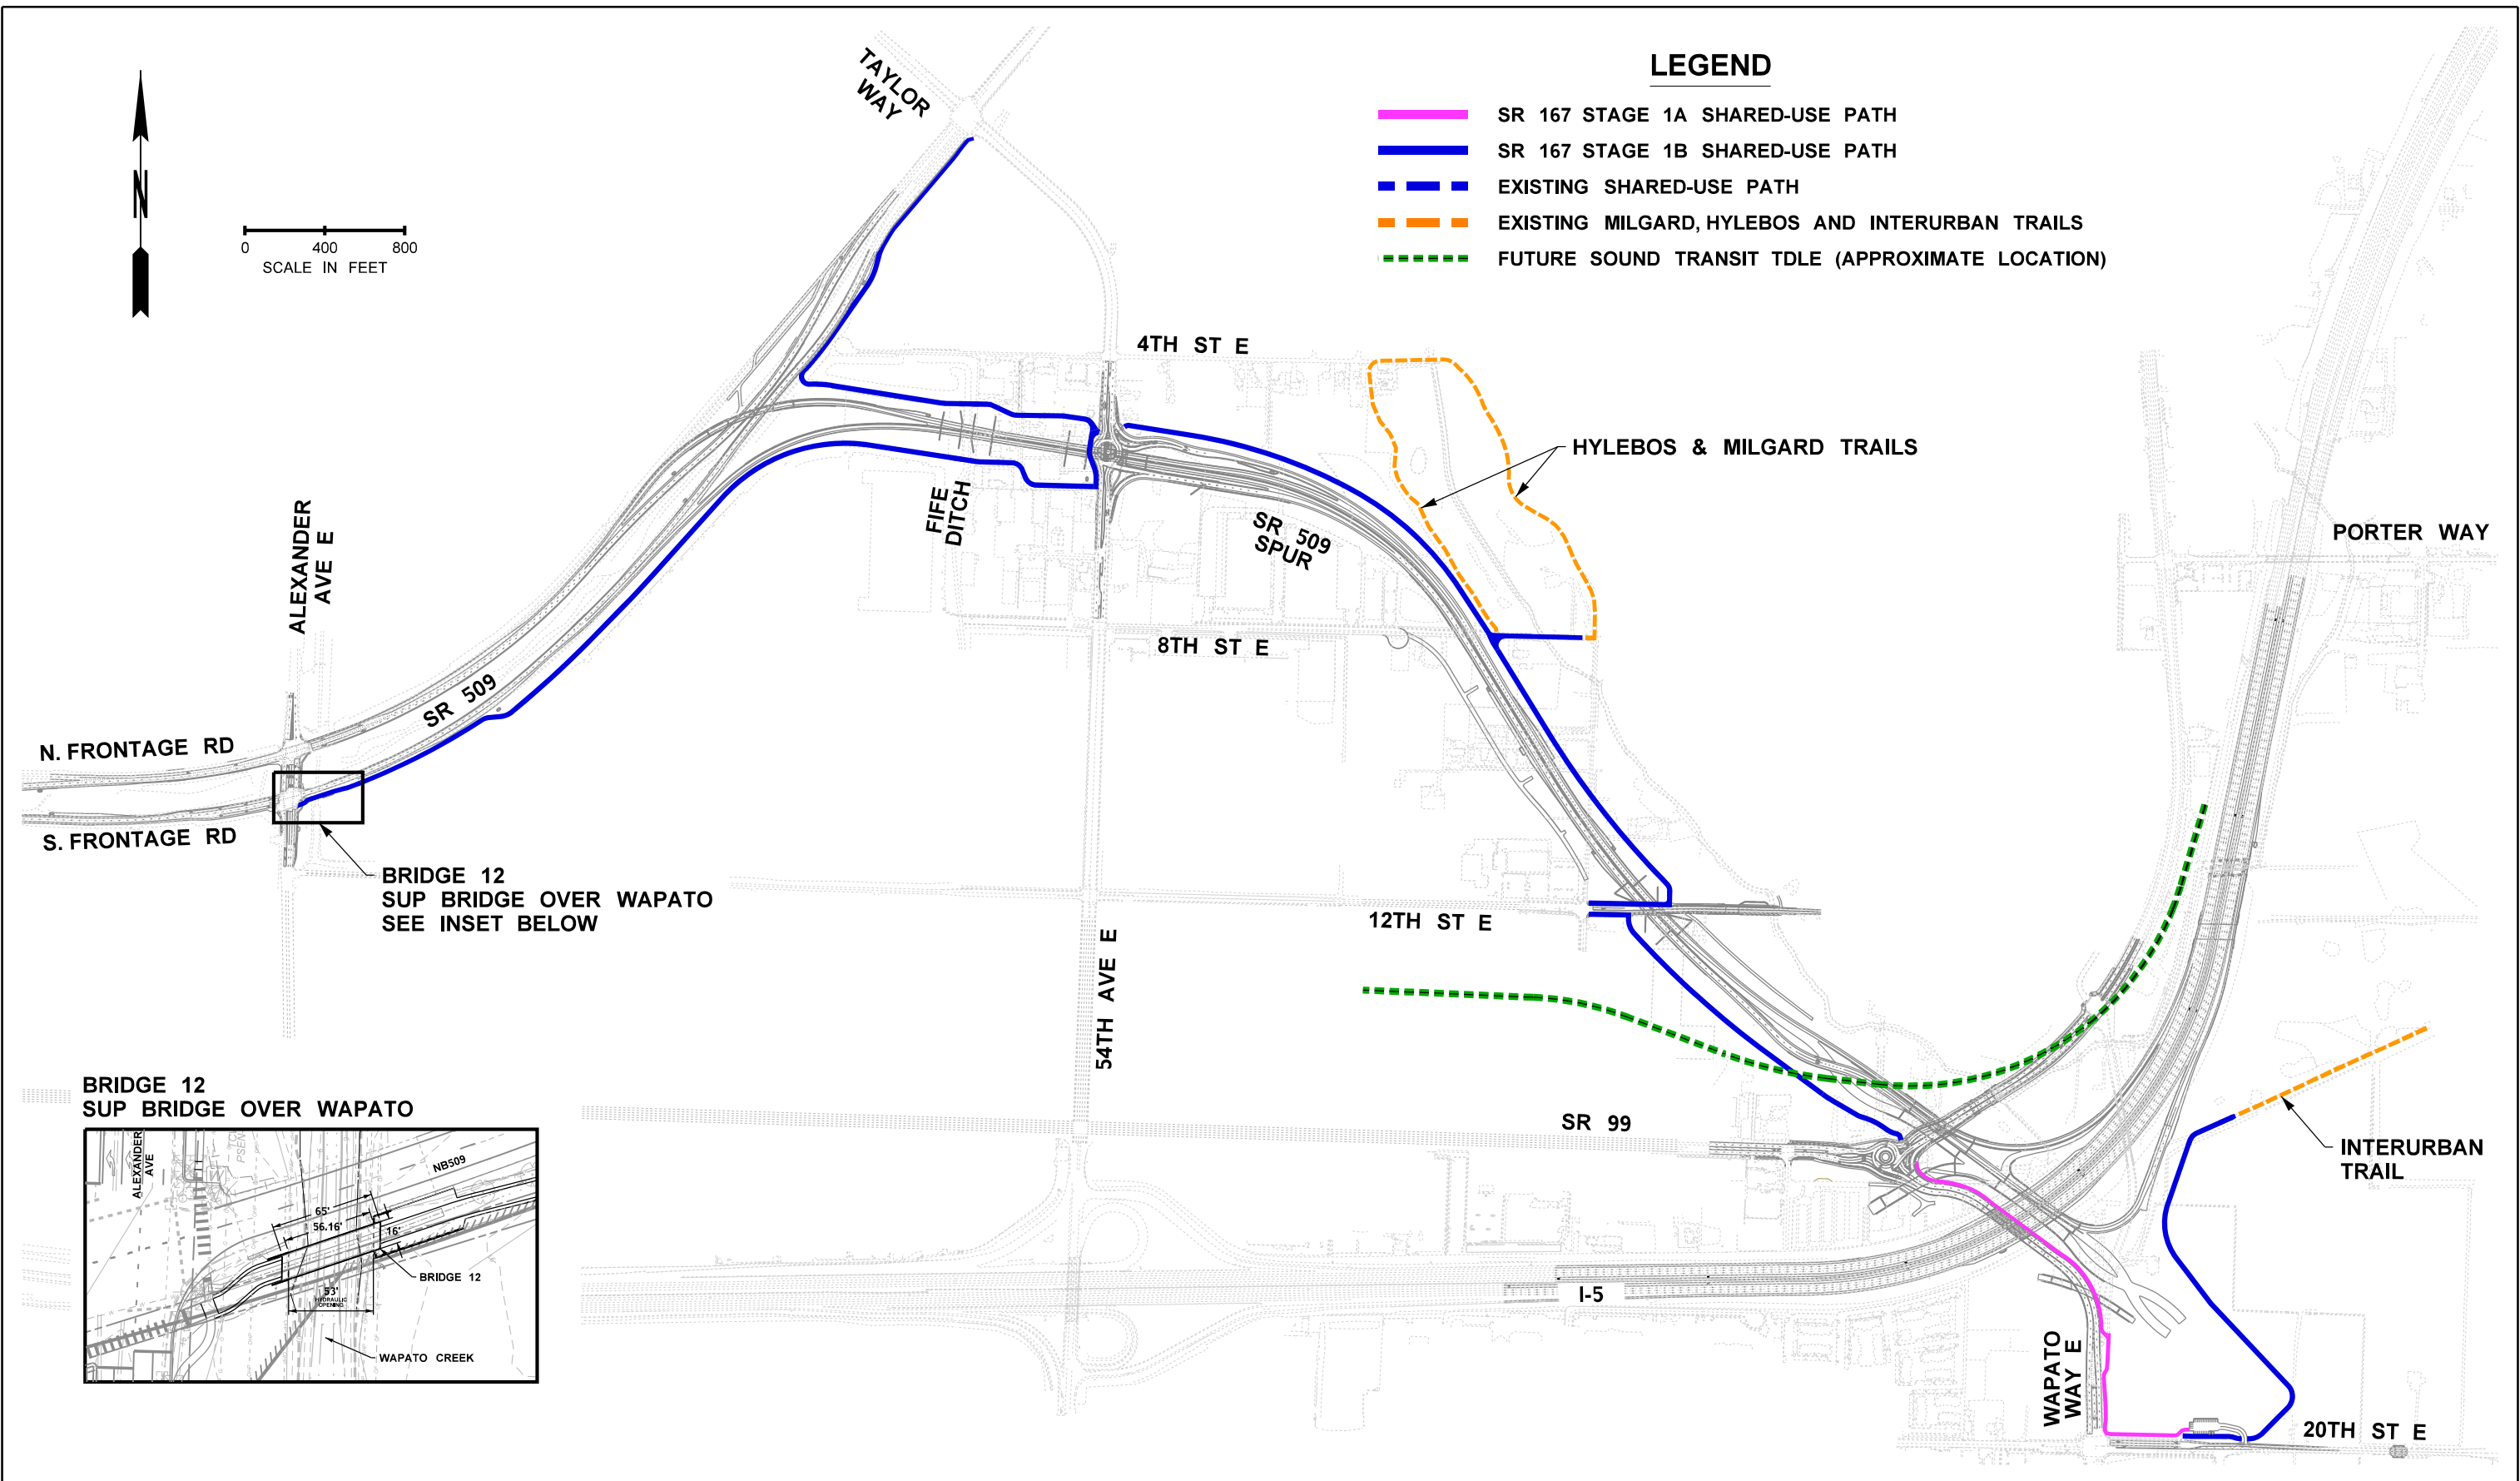 LEGEND
SR 167 STAGE 1A SHARED-USE PATH
SR 167 STAGE 1B SHARED-USE PATH
EXISTING SHARED-USE PATH
EXISTING MILGARD, HYLEBOS AND INTERURBAN TRAILS
FUTURE SOUND TRANSIT TDLE (APPROXIMATE LOCATION)
N
0 400 800
SCALE IN FEET
TAYLOR
WAY
4TH ST E
HYLEBOS & MILGARD TRAILS
FIFE
DITCH
SR 509
SPUR
ALEXANDER
AVE E
PORTER WAY
8TH ST E
SR 509
N. FRONTAGE RD
S. FRONTAGE RD
BRIDGE 12
SUP BRIDGE OVER WAPATO
SEE INSET BELOW
12TH ST E
54TH AVE E
SR 99
INTERURBAN
TRAIL
I-5
WAPATO
WAY E
20TH ST E
BRIDGE 12
SUP BRIDGE OVER WAPATO
ALEXANDER
AVE
NB509
65'
56.16'
16'
BRIDGE 12
53'
HYDRAULIC
OPENING
WAPATO CREEK